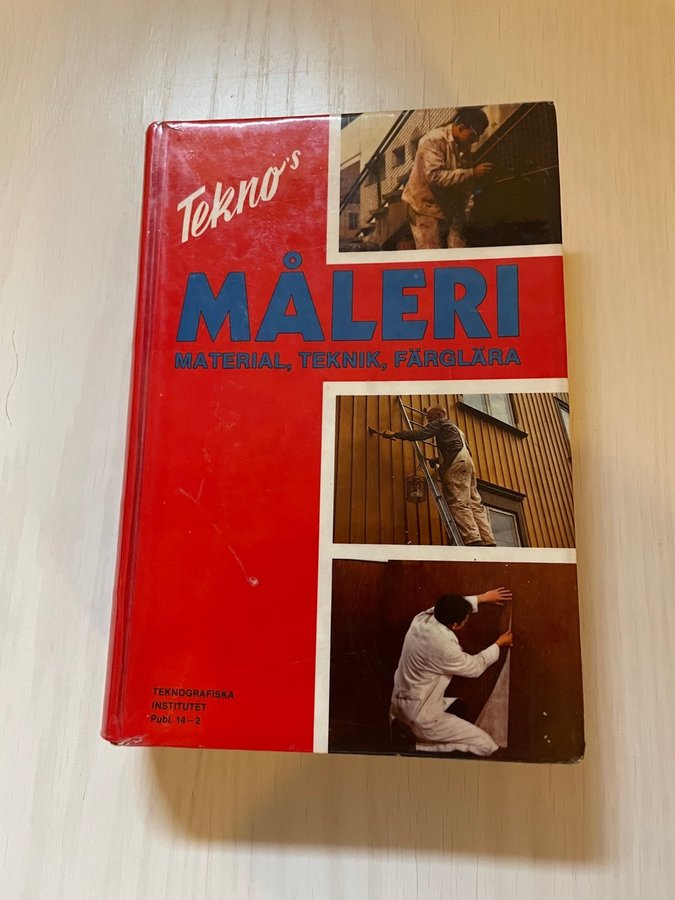 Tekno's
MÅLERI
MATERIAL, TEKNIK, FÄRGLÄRA
TEKNOGRAFISKA
INSTITUTET
Publ. 14-2